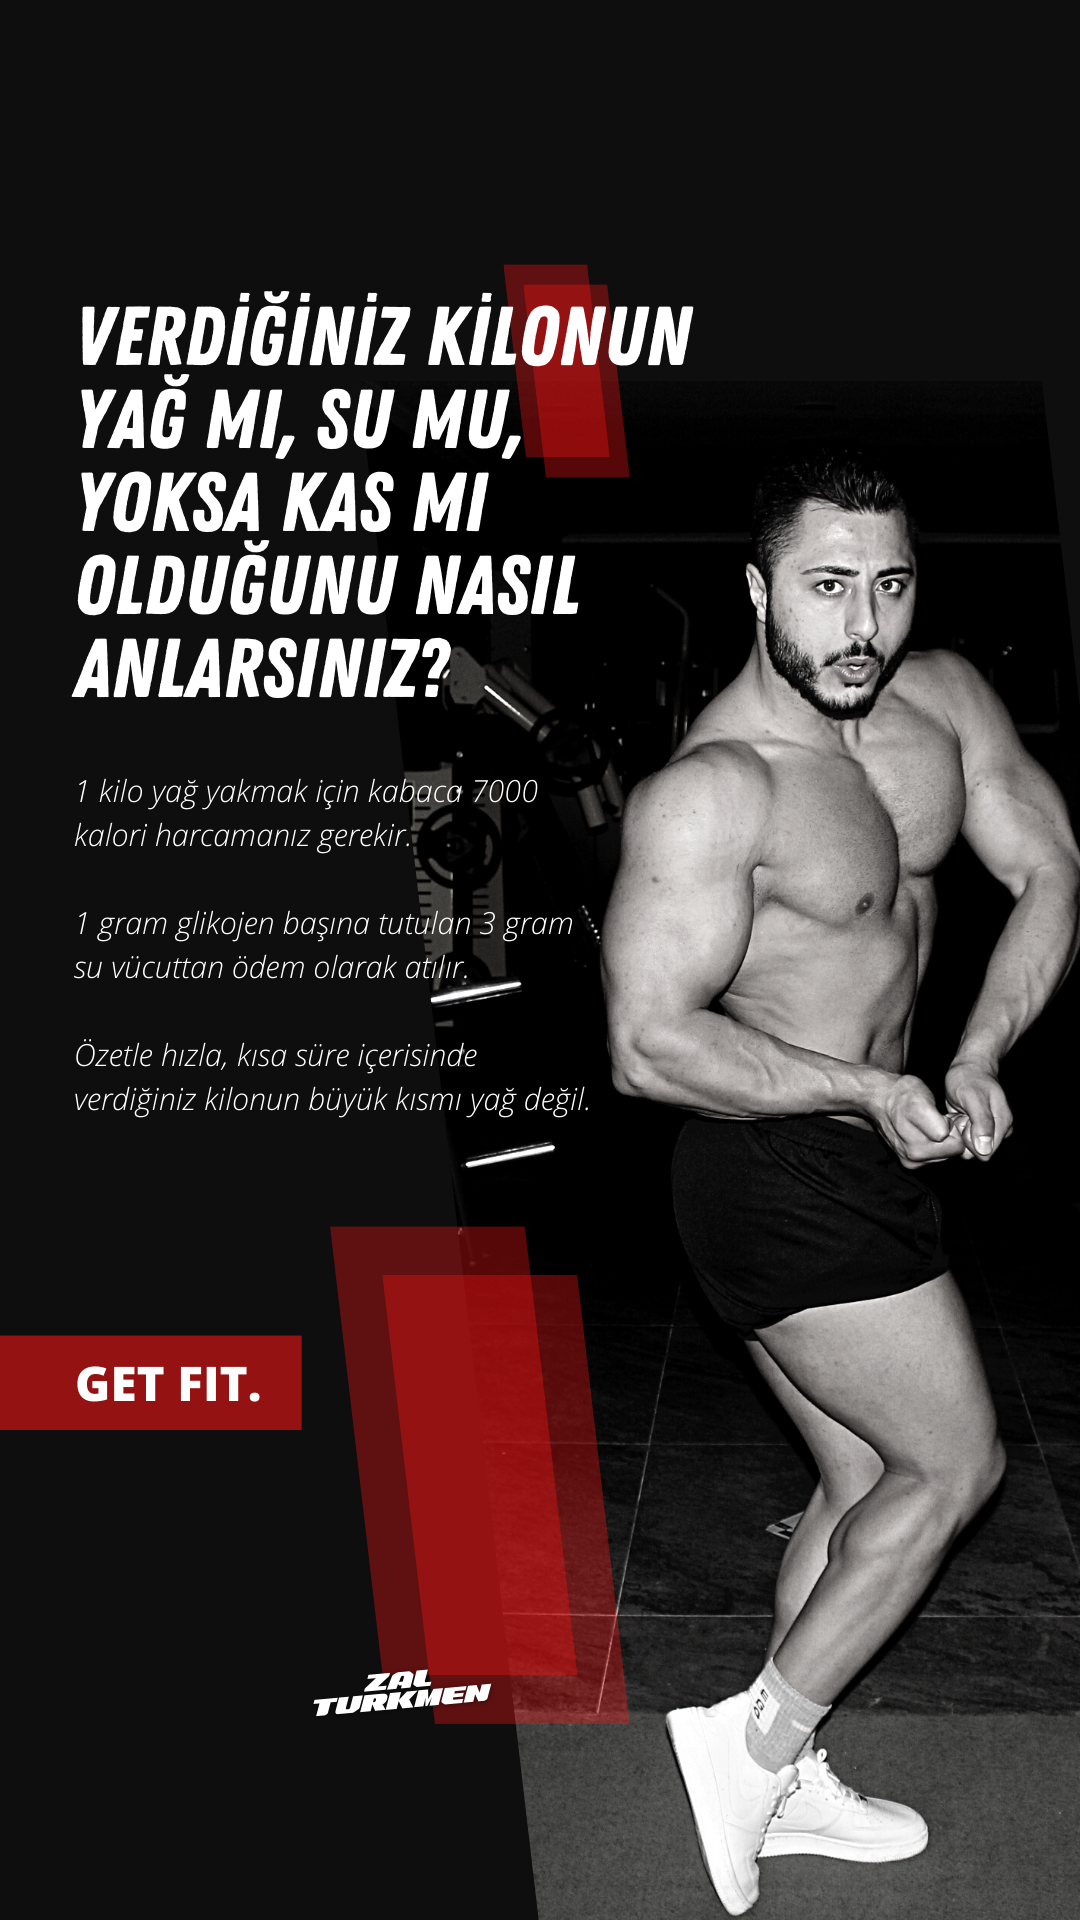 VERDİĞİNİZ KİLONUN
YAĞ MI, SU MU,
YOKSA KAS MI
OLDUĞUNU NASIL
ANLARSINIZ?
1 kilo yağ yakmak için kabaca 7000
kalori harcamanız gerekir.
1 gram glikojen başına tutulan 3 gram
su vücuttan ödem olarak atılır.
Özetle hızla, kısa süre içerisinde
verdiğiniz kilonun büyük kısmı yağ değil.
GET FIT.
ZAL
TURKMEN